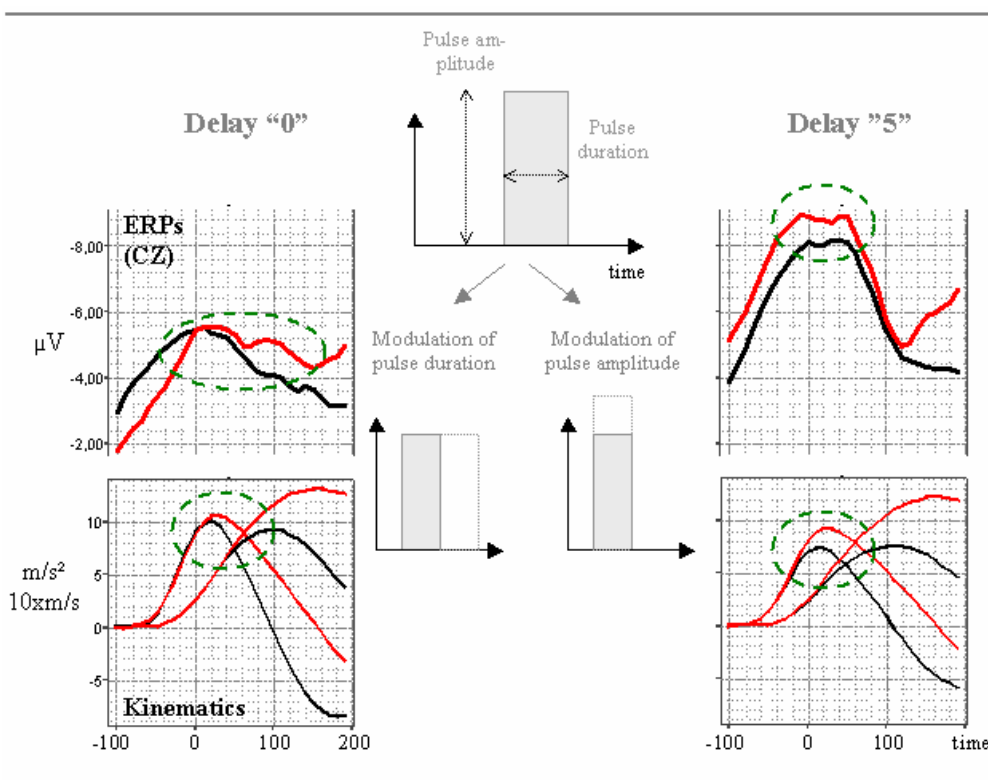 Pulse am-
plitude
Delay “0”
Pulse
duration
Delay ”5”
time
ERPs
(CZ)
-8,00
-6,00
-4,00
-2,00
µV
Modulation of
pulse duration
Modulation of
pulse amplitude
10
5
0
-5
m/s²
10xm/s
Kinematics
-100 0 100 200
-100 0 100 time